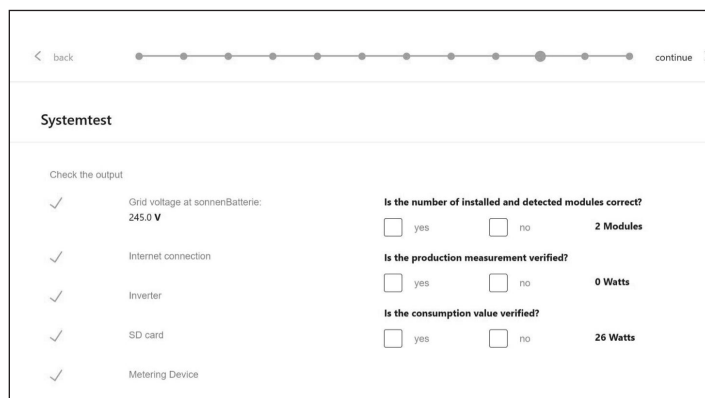 back
continue
Systemtest
Check the output
Grid voltage at sonnenBatterie:
245.0 V
Internet connection
Inverter
SD card
Metering Device
Is the number of installed and detected modules correct?
yes no 2 Modules
Is the production measurement verified?
yes no 0 Watts
Is the consumption value verified?
yes no 26 Watts